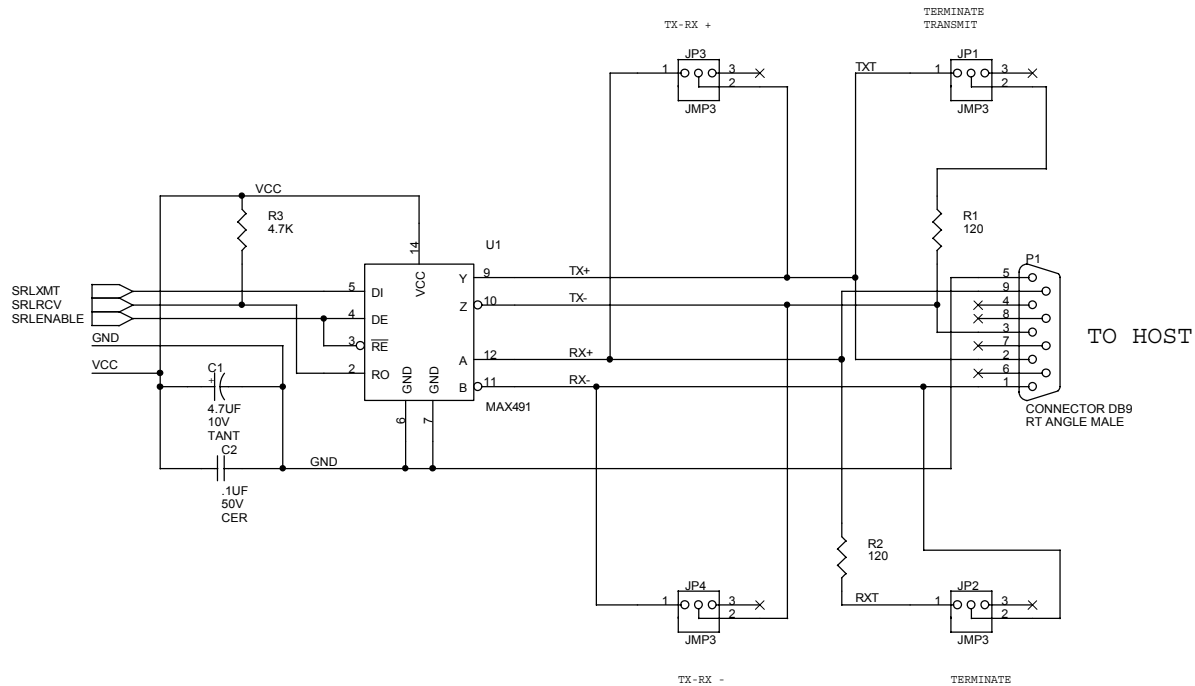 TERMINATE
TRANSMIT
TX-RX +
JP3
1
3
2
JMP3
TXT
JP1
1
3
2
JMP3
VCC
R3
4.7K
R1
120
U1
14
VCC
SRLXMT
SRLRCV
SRLENABLE
GND
VCC
5
DI
4
DE
3
RE
2
RO
GND
GND
6
7
Y
9
TX+
Z
10
TX-
A
12
RX+
B
11
RX-
MAX491
P1
5
9
4
8
3
7
2
6
1
TO HOST
CONNECTOR DB9
RT ANGLE MALE
C1
+
4.7UF
10V
TANT
C2
.1UF
50V
CER
GND
R2
120
JP4
1
3
2
JMP3
RXT
JP2
1
3
2
JMP3
TX-RX -
TERMINATE